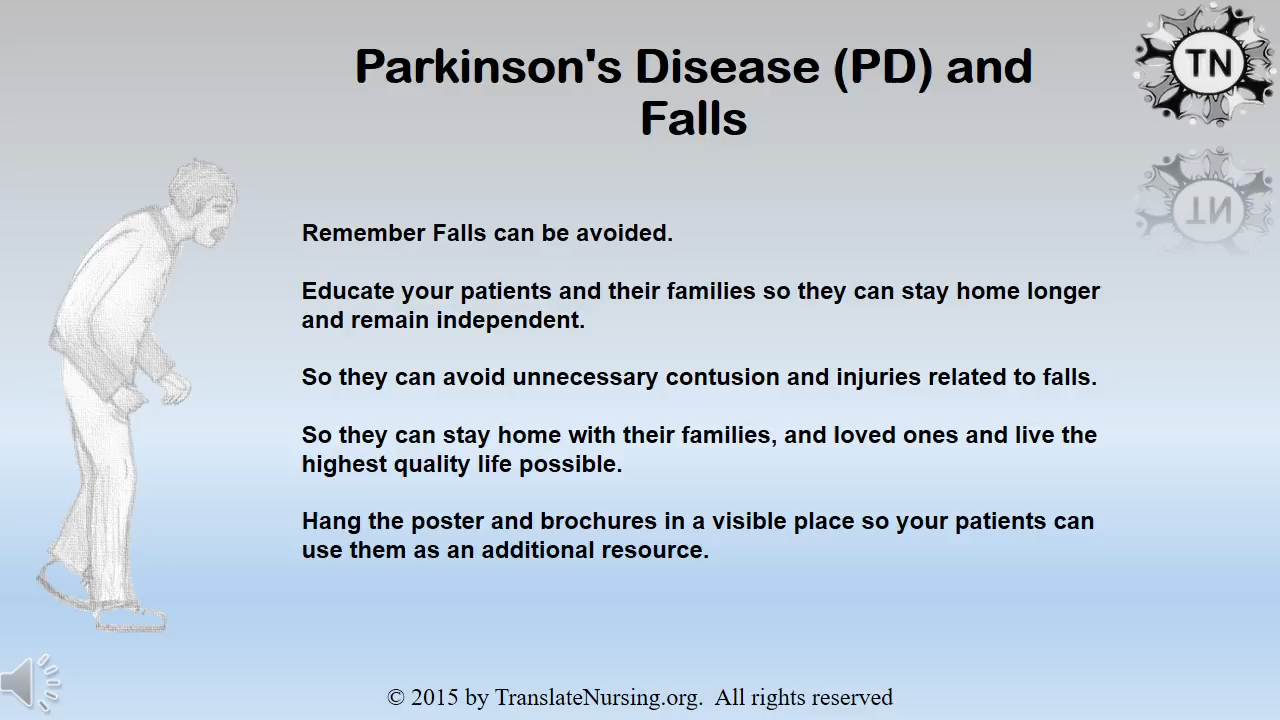 Parkinson's Disease (PD) and
Falls
TN
TN
Remember Falls can be avoided.
Educate your patients and their families so they can stay home longer
and remain independent.
So they can avoid unnecessary contusion and injuries related to falls.
So they can stay home with their families, and loved ones and live the
highest quality life possible.
Hang the poster and brochures in a visible place so your patients can
use them as an additional resource.
© 2015 by TranslateNursing.org.  All rights reserved